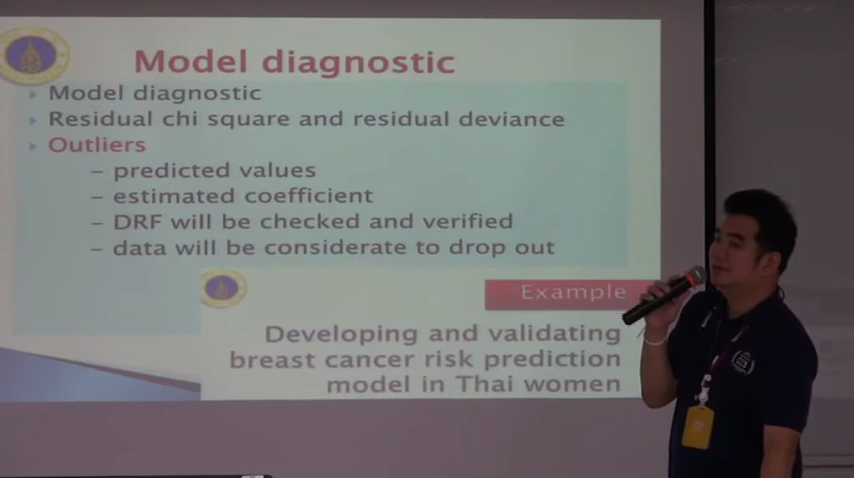 Model diagnostic
Model diagnostic
Residual chi square and residual deviance
Outliers
– predicted values
– estimated coefficient
– DRF will be checked and verified
– data will be considerate to drop out
Example
Developing and validating
breast cancer risk prediction
model in Thai women